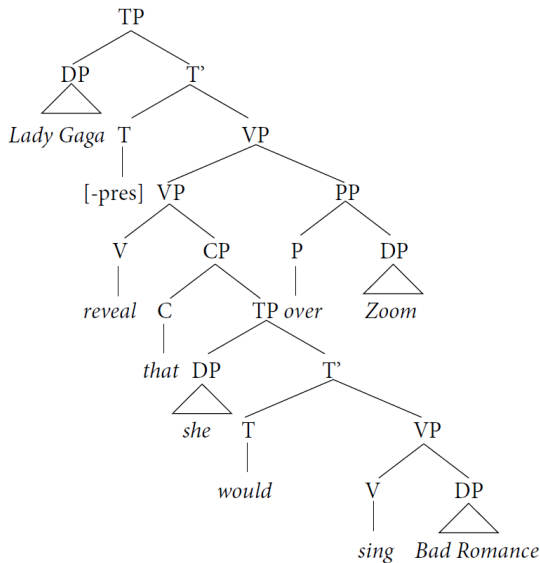 TP
DP T’
Lady Gaga T VP
[-pres] VP PP
V CP P DP
reveal C TP over Zoom
that DP T’
she T VP
would V DP
sing Bad Romance